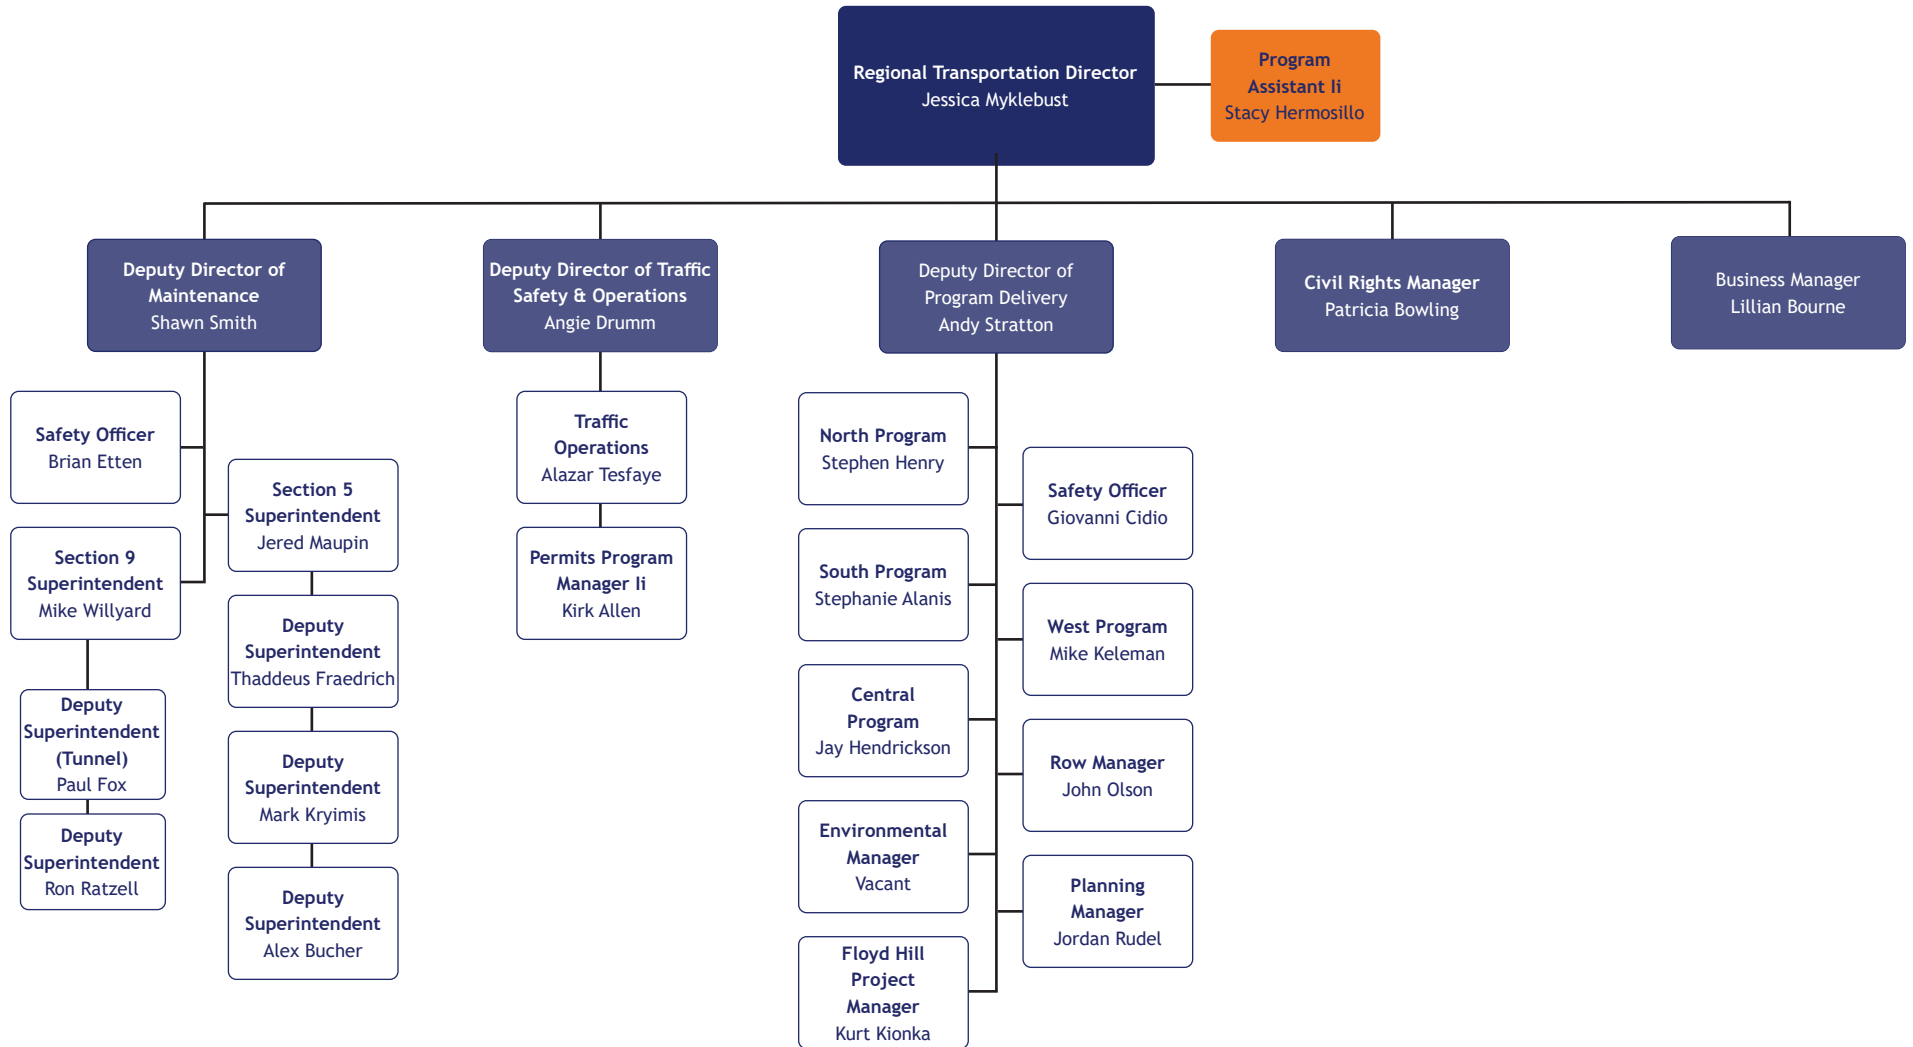 Regional Transportation Director
Jessica Myklebust
Program
Assistant Ii
Stacy Hermosillo
Deputy Director of
Maintenance
Shawn Smith
Deputy Director of Traffic
Safety & Operations
Angie Drumm
Deputy Director of
Program Delivery
Andy Stratton
Civil Rights Manager
Patricia Bowling
Business Manager
Lillian Bourne
Safety Officer
Brian Etten
Section 5
Superintendent
Jered Maupin
Section 9
Superintendent
Mike Willyard
Deputy
Superintendent
Thaddeus Fraedrich
Deputy
Superintendent
(Tunnel)
Paul Fox
Deputy
Superintendent
Mark Kryimis
Deputy
Superintendent
Ron Ratzell
Deputy
Superintendent
Alex Bucher
Traffic
Operations
Alazar Tesfaye
Permits Program
Manager Ii
Kirk Allen
North Program
Stephen Henry
Safety Officer
Giovanni Cidio
South Program
Stephanie Alanis
West Program
Mike Keleman
Central
Program
Jay Hendrickson
Row Manager
John Olson
Environmental
Manager
Vacant
Planning
Manager
Jordan Rudel
Floyd Hill
Project
Manager
Kurt Kionka